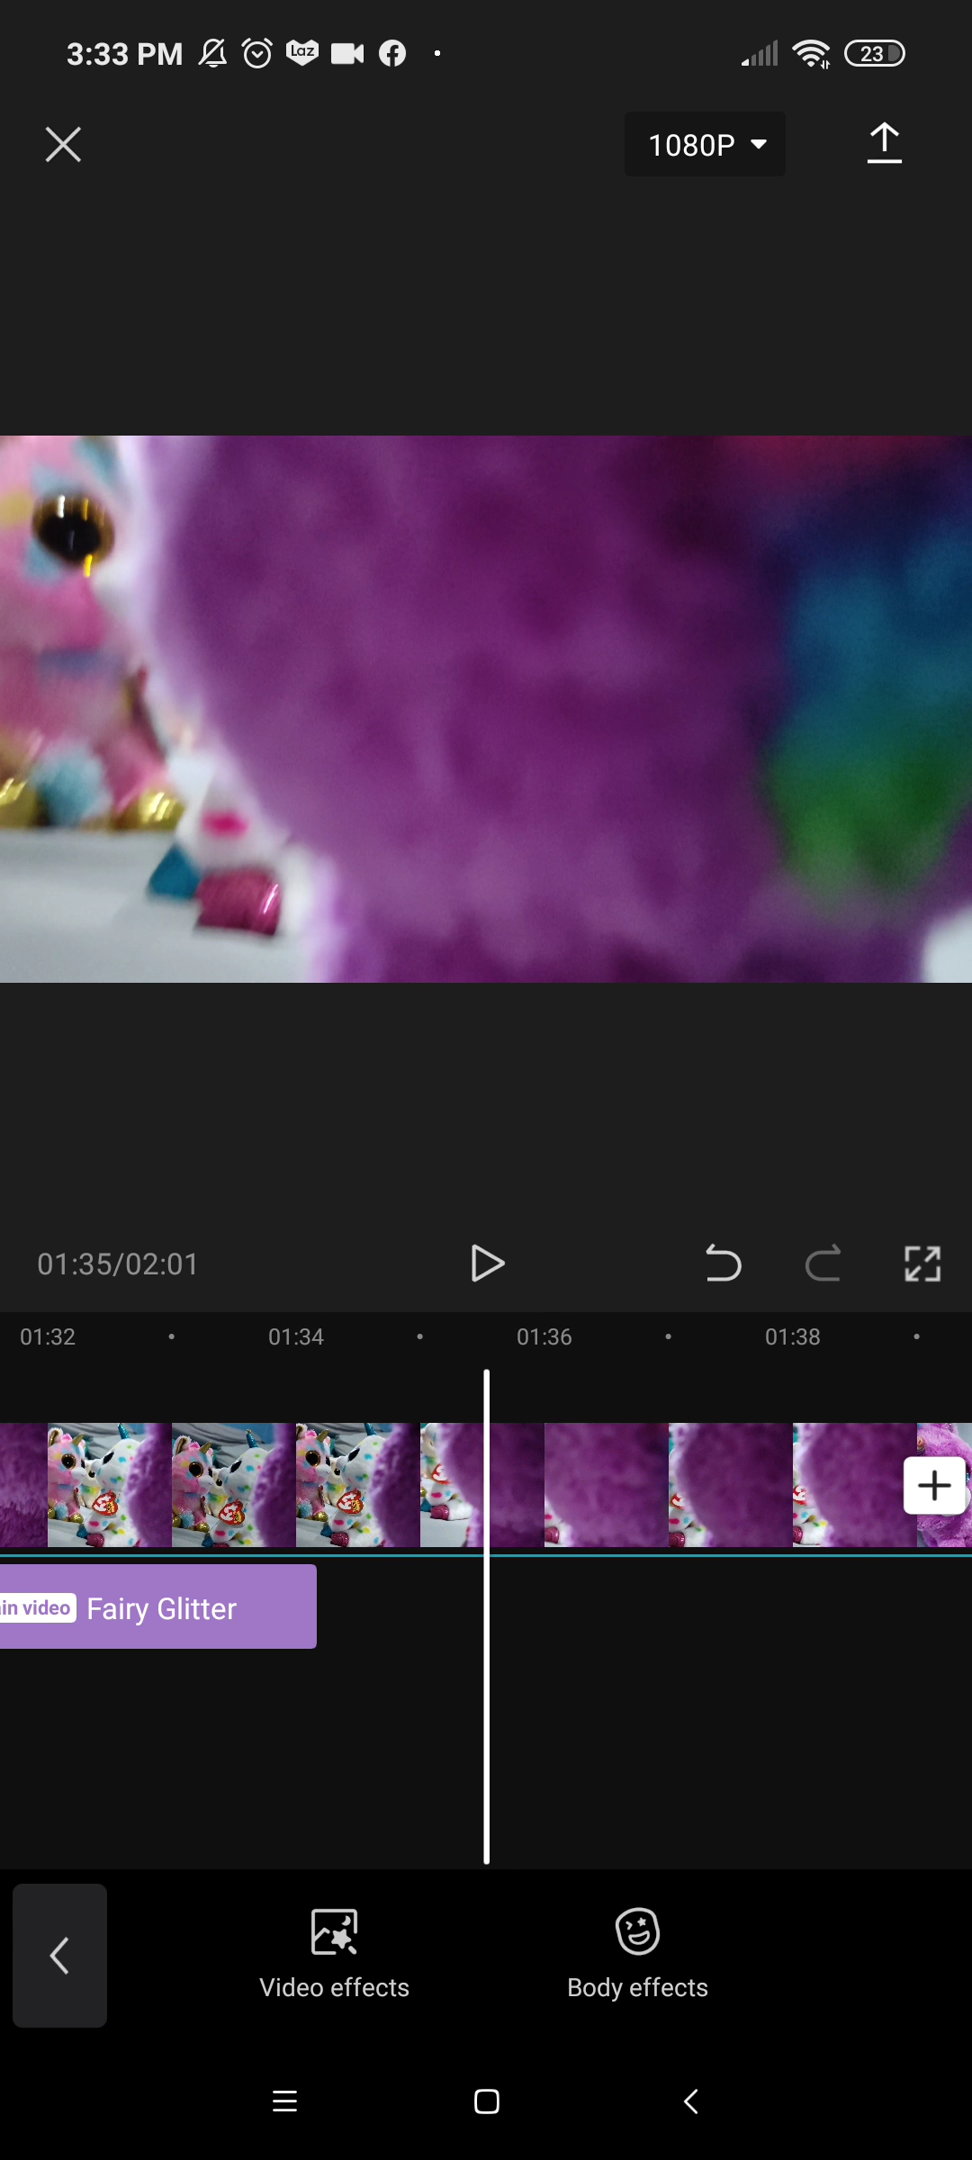 3:33 PM Laz 23
1080P
01:35/02:01
01:32 01:34 01:36 01:38
in video Fairy Glitter
Video effects Body effects